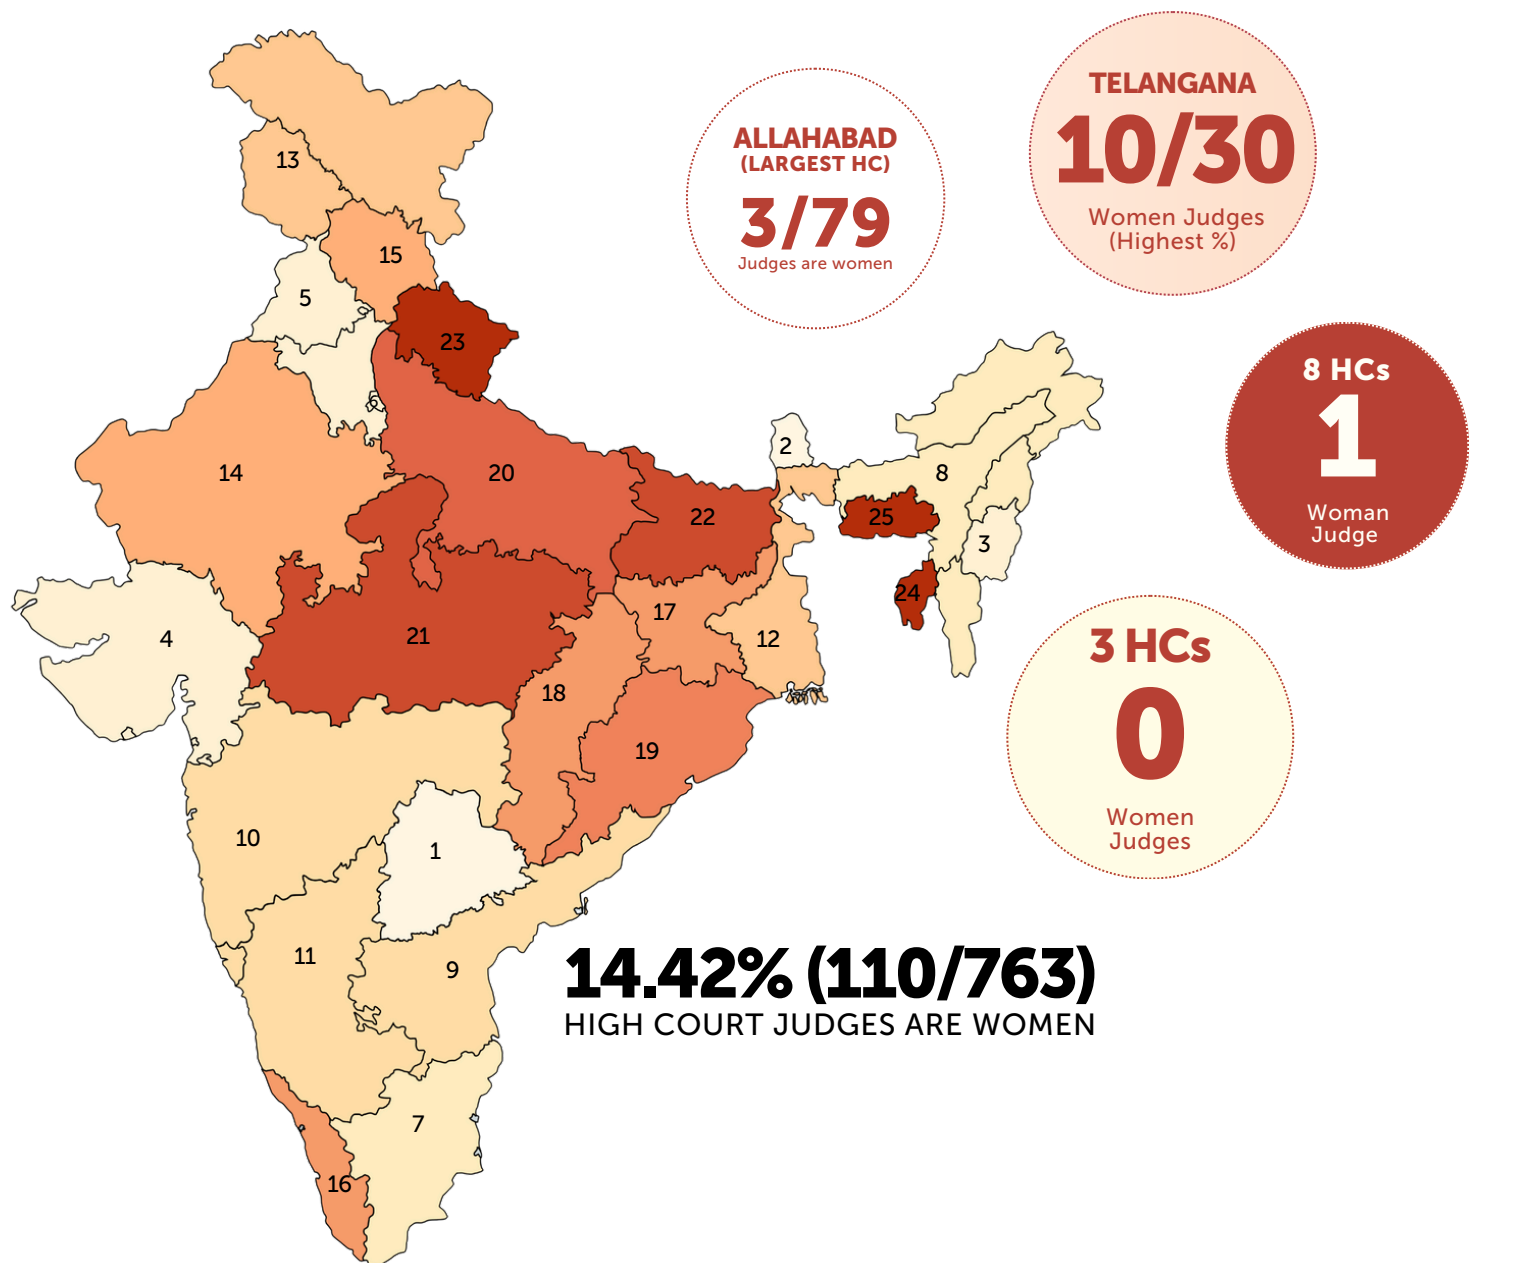 ALLAHABAD
(LARGEST HC)
3/79
Judges are women
TELANGANA
10/30
Women Judges
(Highest %)
8 HCs
1
Woman
Judge
3 HCs
0
Women
Judges
14.42% (110/763)
HIGH COURT JUDGES ARE WOMEN
13
15
5
23
6
2
14
20
8
22
25
3
24
17
4
21
12
18
19
10
1
11
9
7
16